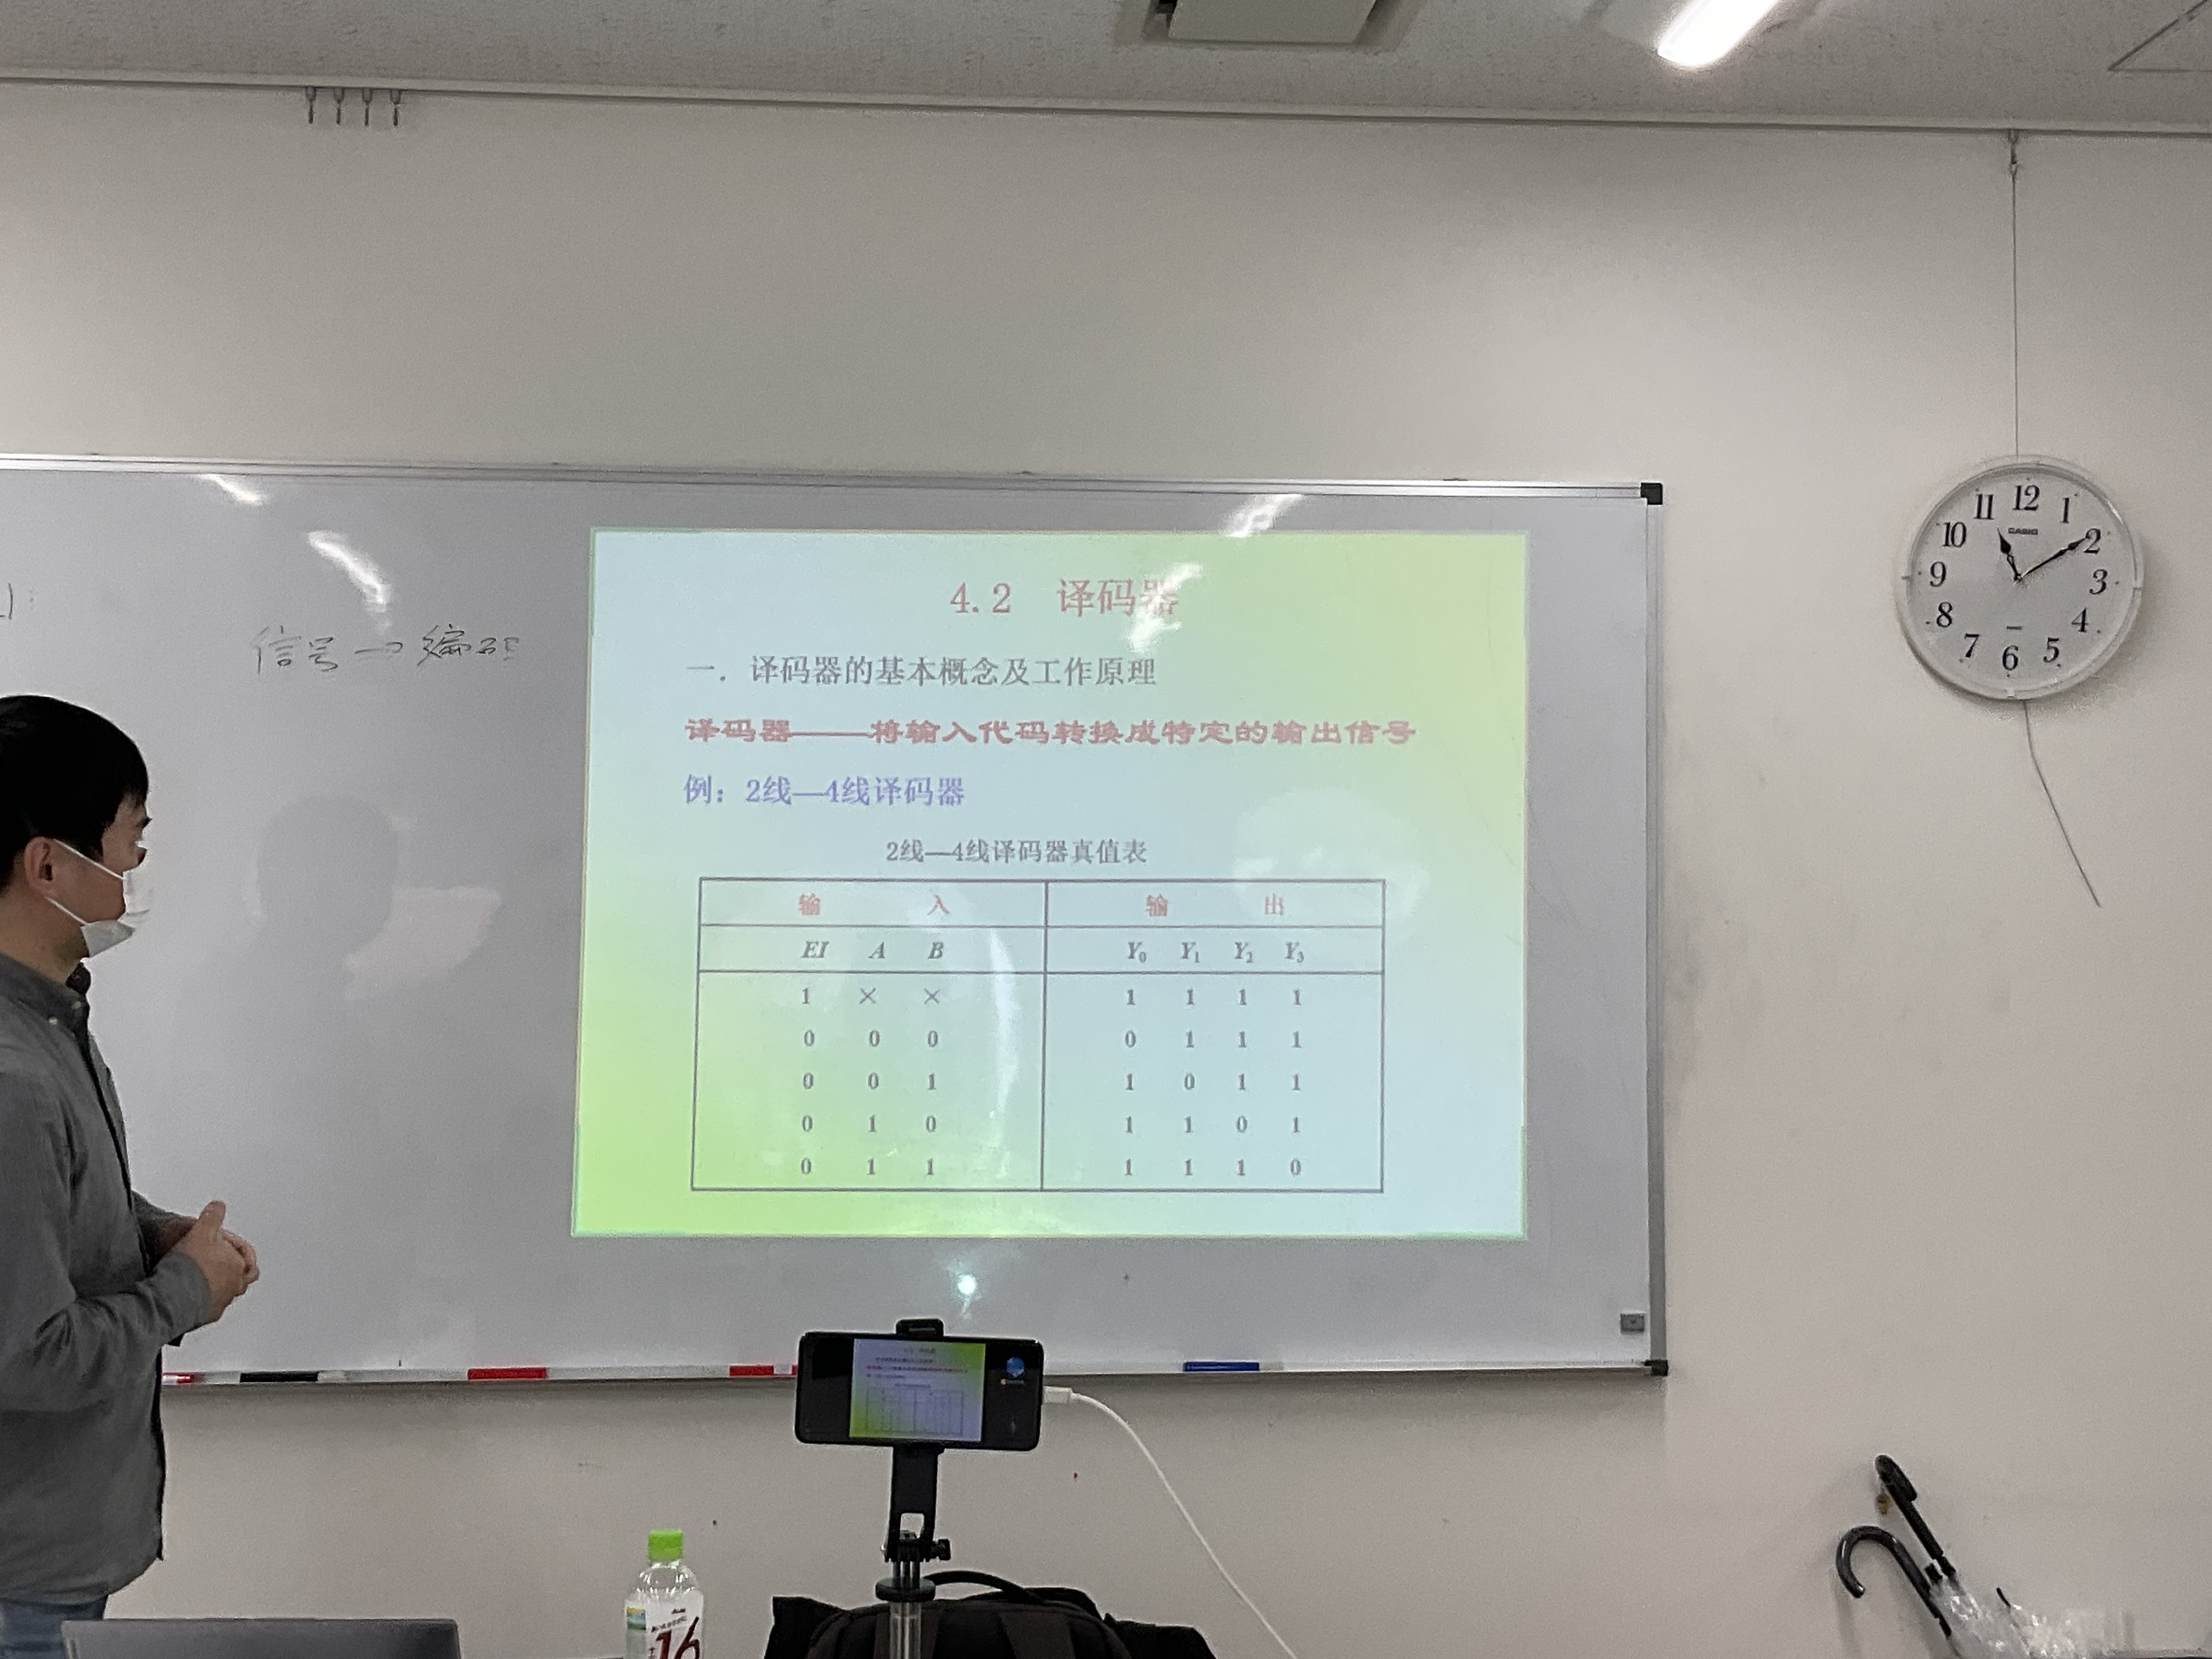 信号→编码
4.2 译码器
一. 译码器的基本概念及工作原理
译码器——将输入代码转换成特定的输出信号
例：2线—4线译码器
2线—4线译码器真值表
输 入 输 出
EI A B Y0 Y1 Y2 Y3
1 × × 1 1 1 1
0 0 0 0 1 1 1
0 0 1 1 0 1 1
0 1 0 1 1 0 1
0 1 1 1 1 1 0
12
1
2
3
4
5
6
7
8
9
10
11
CASIO
16